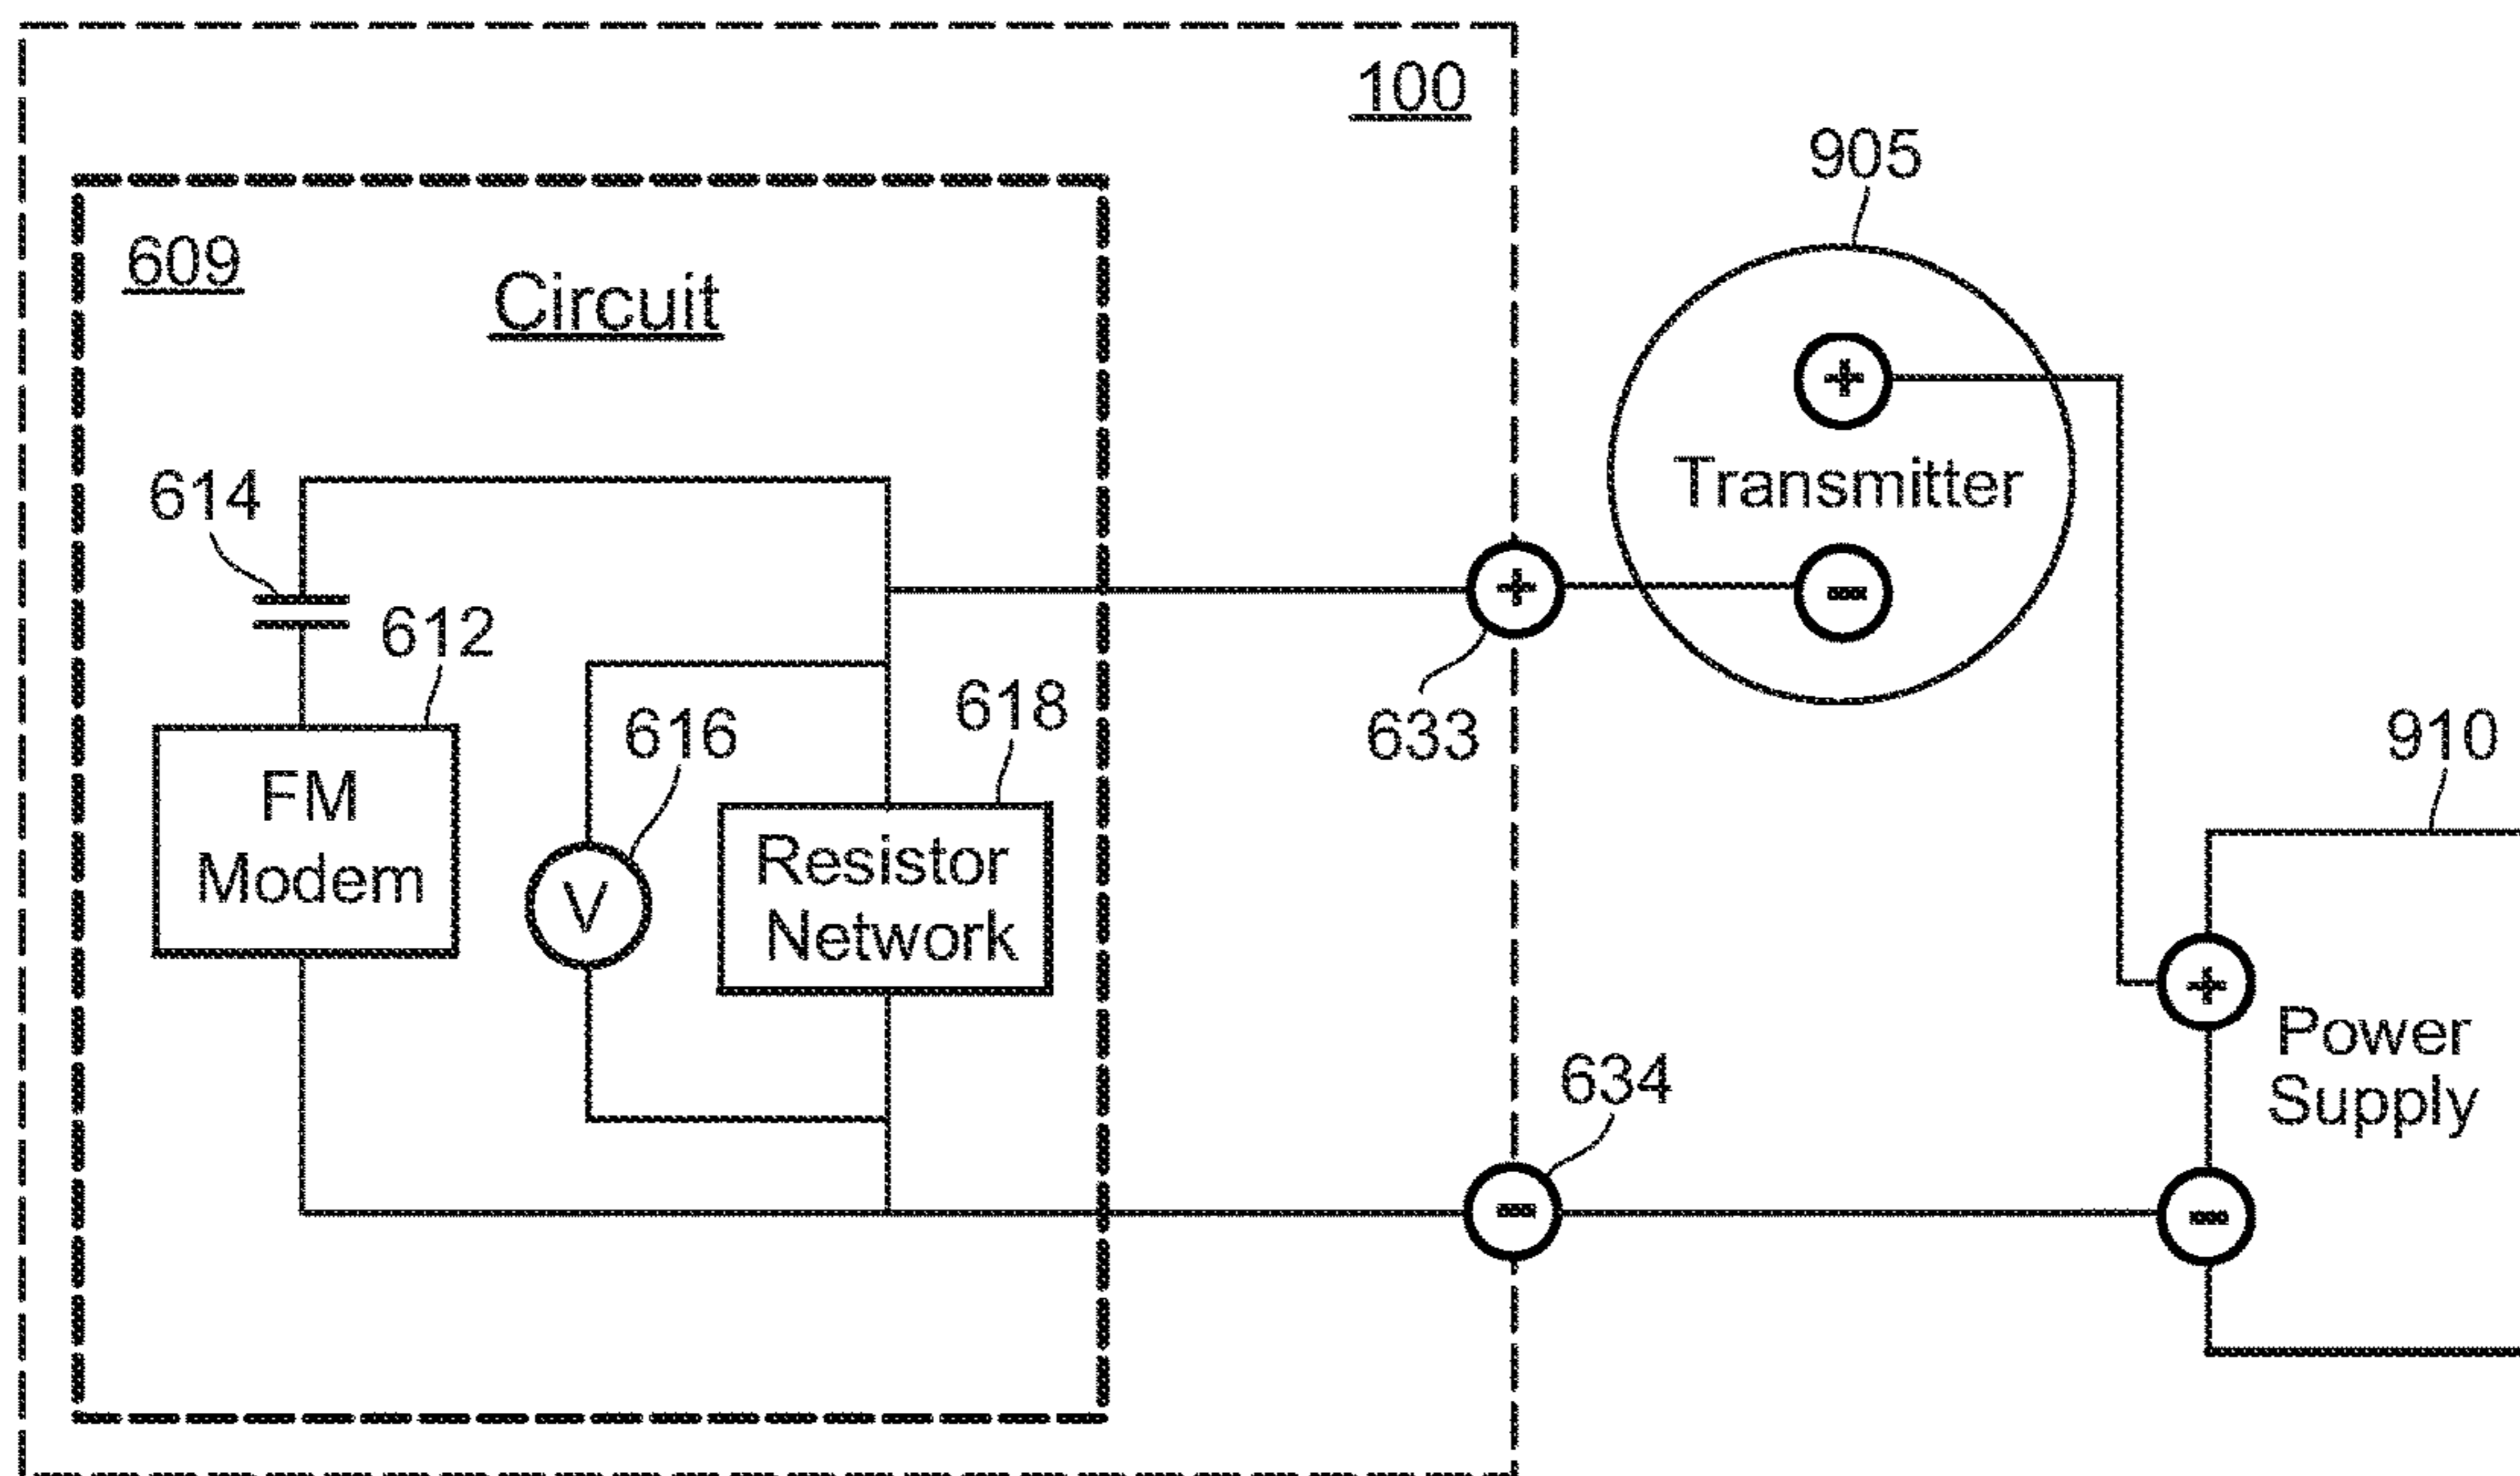 100
905
609
Circuit
+
614
Transmitter
612
+
−
618
616
633
910
FM
Modem
Resistor
Network
V
+
Power
Supply
634
−
−